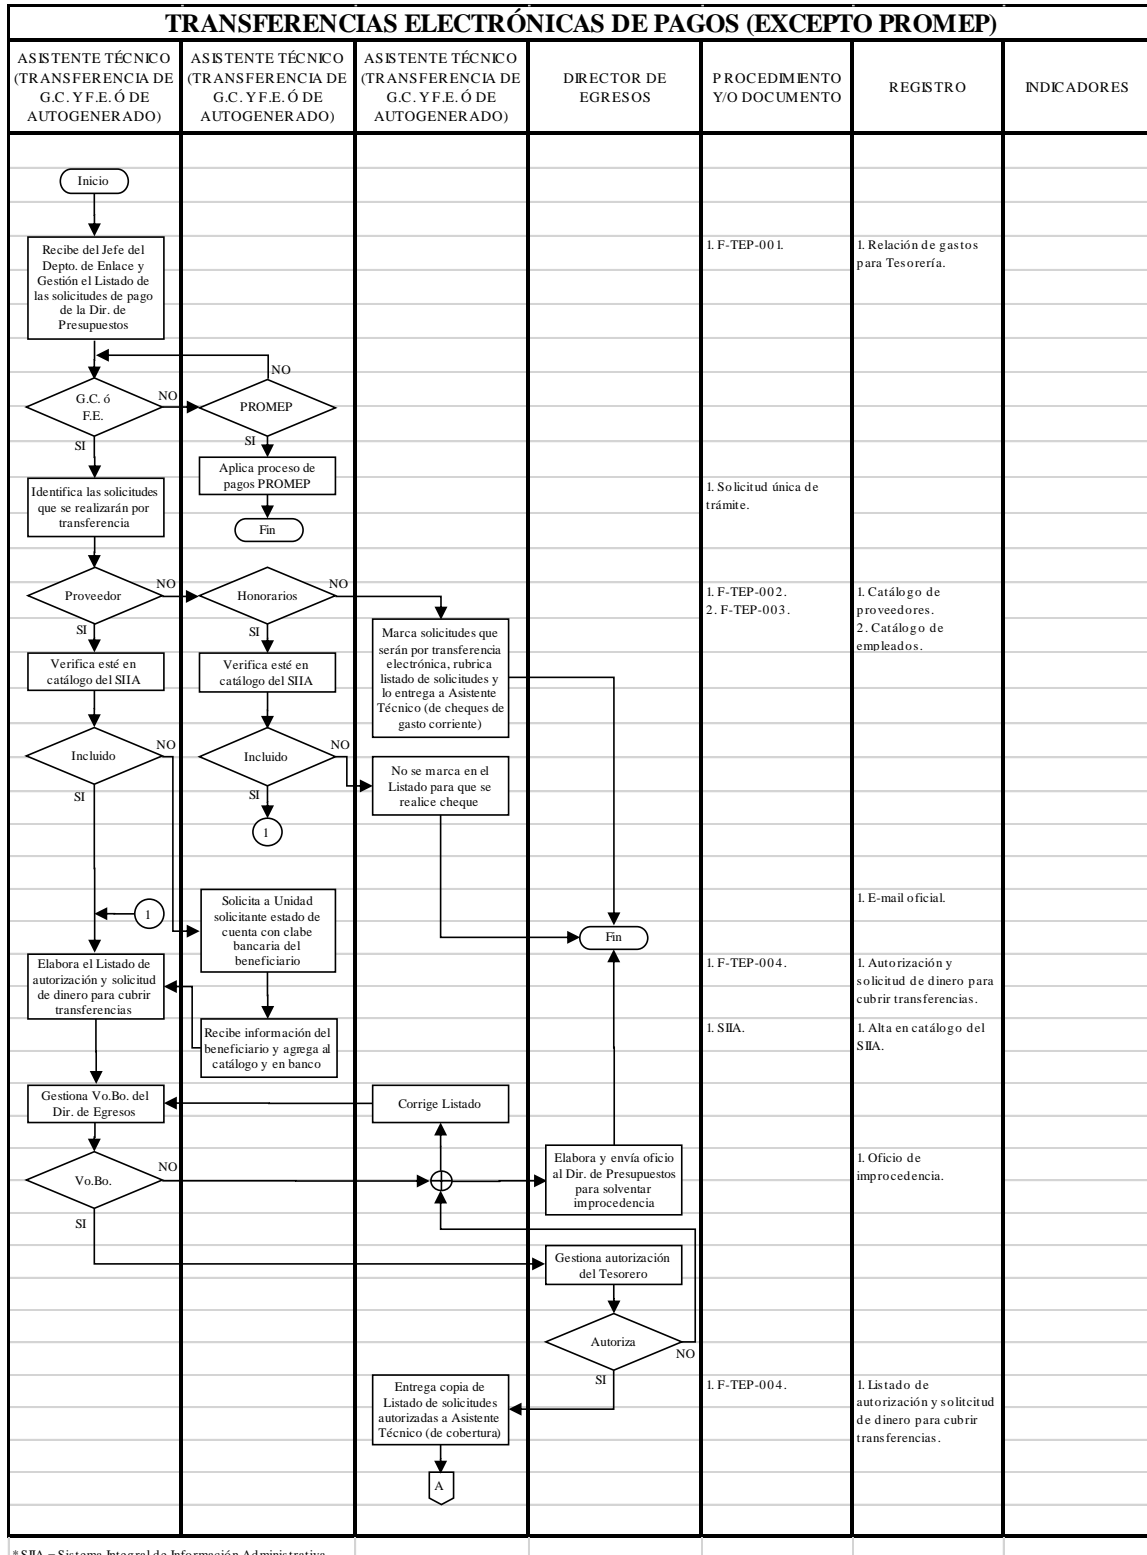 TRANSFERENCIAS ELECTRÓNICAS DE PAGOS (EXCEPTO PROMEP)
ASISTENTE TÉCNICO
(TRANSFERENCIA DE
G.C. Y F.E. Ó DE
AUTOGENERADO)
ASISTENTE TÉCNICO
(TRANSFERENCIA DE
G.C. Y F.E. Ó DE
AUTOGENERADO)
ASISTENTE TÉCNICO
(TRANSFERENCIA DE
G.C. Y F.E. Ó DE
AUTOGENERADO)
DIRECTOR DE
EGRESOS
PROCEDIMIENTO
Y/O DOCUMENTO
REGISTRO
INDICADORES
Inicio
Recibe del Jefe del
Depto. de Enlace y
Gestión el Listado de
las solicitudes de pago
de la Dir. de
Presupuestos
1. F-TEP-001.
1. Relación de gastos
para Tesorería.
NO
G.C. ó
F.E.
NO
PROMEP
SI
SI
Aplica proceso de
pagos PROMEP
Identifica las solicitudes
que se realizarán por
transferencia
Fin
1. Solicitud única de
trámite.
Proveedor
NO
Honorarios
NO
SI
SI
1. F-TEP-002.
2. F-TEP-003.
1. Catálogo de
proveedores.
2. Catálogo de
empleados.
Verifica esté en
catálogo del SIIA
Verifica esté en
catálogo del SIIA
Marca solicitudes que
serán por transferencia
electrónica, rubrica
listado de solicitudes y
lo entrega a Asistente
Técnico (de cheques de
gasto corriente)
Incluido
NO
Incluido
NO
SI
SI
No se marca en el
Listado para que se
realice cheque
1
1
Solicita a Unidad
solicitante estado de
cuenta con clabe
bancaria del
beneficiario
Fin
1. E-mail oficial.
Elabora el Listado de
autorización y solicitud
de dinero para cubrir
transferencias
1. F-TEP-004.
1. Autorización y
solicitud de dinero para
cubrir transferencias.
Recibe información del
beneficiario y agrega al
catálogo y en banco
1. SIIA.
1. Alta en catálogo del
SIIA.
Gestiona Vo.Bo. del
Dir. de Egresos
Corrige Listado
Vo.Bo.
NO
SI
Elabora y envía oficio
al Dir. de Presupuestos
para solventar
improcedencia
1. Oficio de
improcedencia.
Gestiona autorización
del Tesorero
Autoriza
NO
SI
Entrega copia de
Listado de solicitudes
autorizadas a Asistente
Técnico (de cobertura)
1. F-TEP-004.
1. Listado de
autorización y solitcitud
de dinero para cubrir
transferencias.
A
* SIIA = Sistema Integral de Información Administrativa